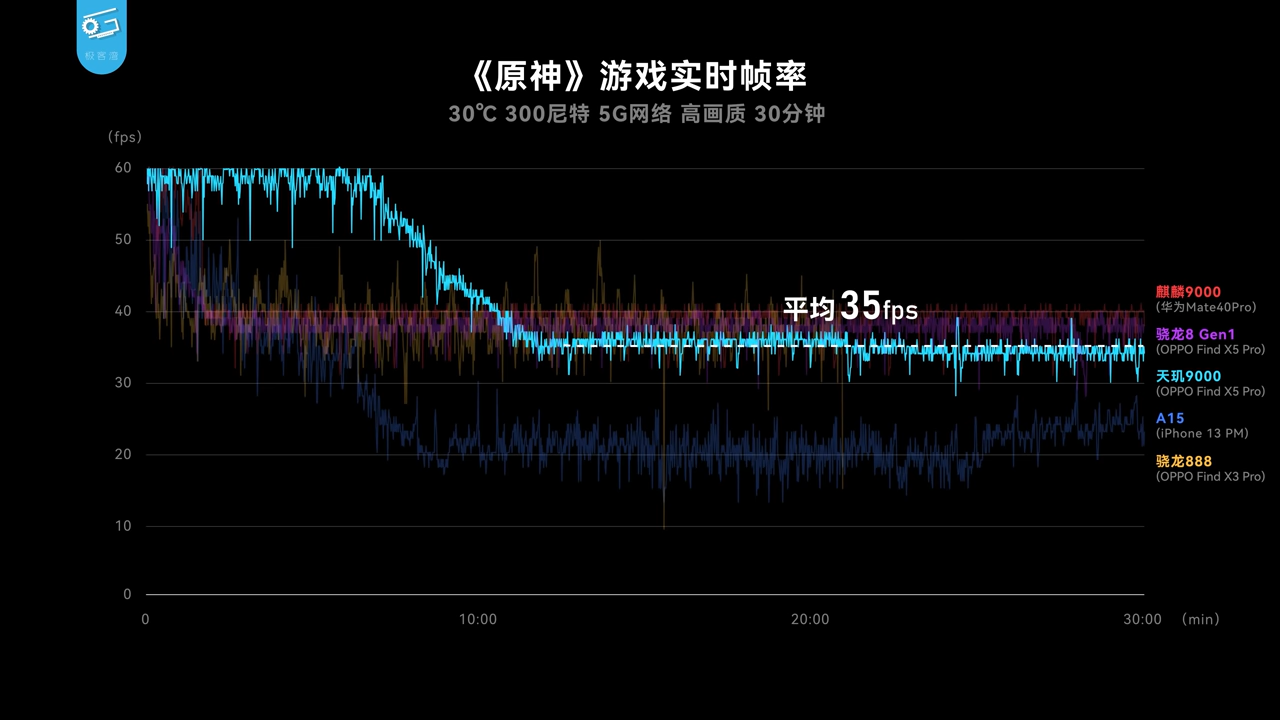 极客湾
《原神》游戏实时帧率
30℃ 300尼特 5G网络 高画质 30分钟
(fps)
60
50
40
30
20
10
0
平均35fps
麒麟9000
(华为Mate40Pro)
骁龙8 Gen1
(OPPO Find X5 Pro)
天玑9000
(OPPO Find X5 Pro)
A15
(iPhone 13 PM)
骁龙888
(OPPO Find X3 Pro)
0 10:00 20:00 30:00 (min)